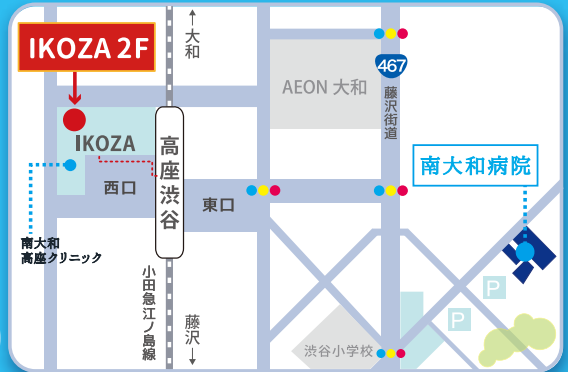 IKOZA 2F
←大和
467
AEON 大和
藤沢街道
IKOZA
高座渋谷
南大和病院
西口
東口
南大和
高座クリニック
小田急江ノ島線
藤沢→
P
P
渋谷小学校